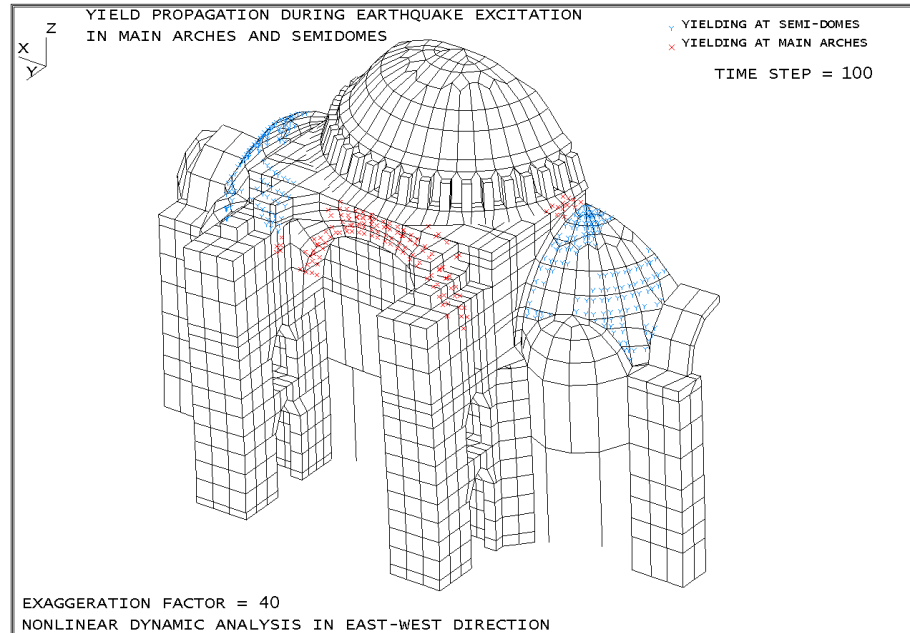 YIELD PROPAGATION DURING EARTHQUAKE EXCITATION
IN MAIN ARCHES AND SEMIDOMES
Y YIELDING AT SEMI-DOMES
× YIELDING AT MAIN ARCHES
TIME STEP = 100
Z
X
Y
EXAGGERATION FACTOR = 40
NONLINEAR DYNAMIC ANALYSIS IN EAST-WEST DIRECTION